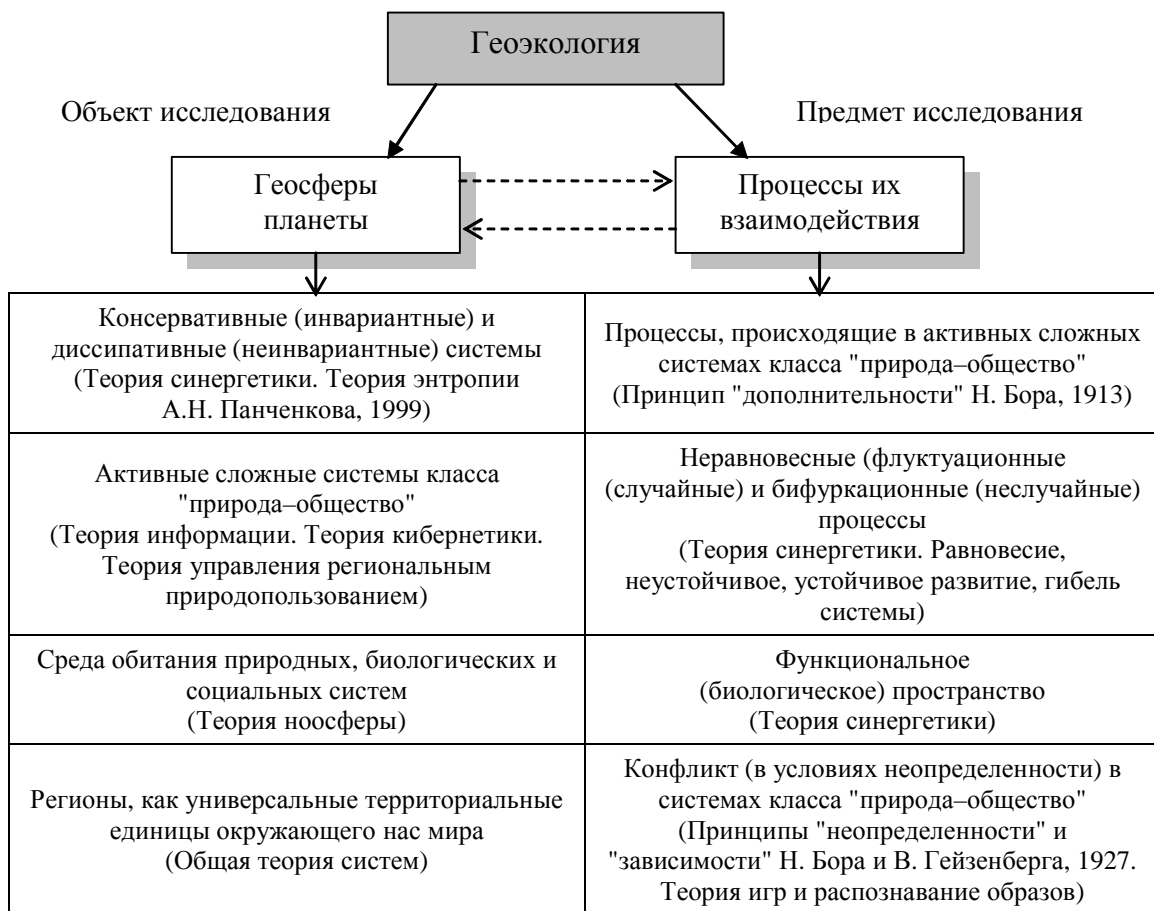 Геоэкология
Объект исследования
Предмет исследования
Геосферы
планеты
Процессы их
взаимодействия
Консервативные (инвариантные) и
диссипативные (неинвариантные) системы
(Теория синергетики. Теория энтропии
А.Н. Панченкова, 1999)
Процессы, происходящие в активных сложных
системах класса "природа–общество"
(Принцип "дополнительности" Н. Бора, 1913)
Активные сложные системы класса
"природа–общество"
(Теория информации. Теория кибернетики.
Теория управления региональным
природопользованием)
Неравновесные (флуктуационные
(случайные) и бифуркационные (неслучайные)
процессы
(Теория синергетики. Равновесие,
неустойчивое, устойчивое развитие, гибель
системы)
Среда обитания природных, биологических и
социальных систем
(Теория ноосферы)
Функциональное
(биологическое) пространство
(Теория синергетики)
Регионы, как универсальные территориальные
единицы окружающего нас мира
(Общая теория систем)
Конфликт (в условиях неопределенности) в
системах класса "природа–общество"
(Принципы "неопределенности" и
"зависимости" Н. Бора и В. Гейзенберга, 1927.
Теория игр и распознавание образов)